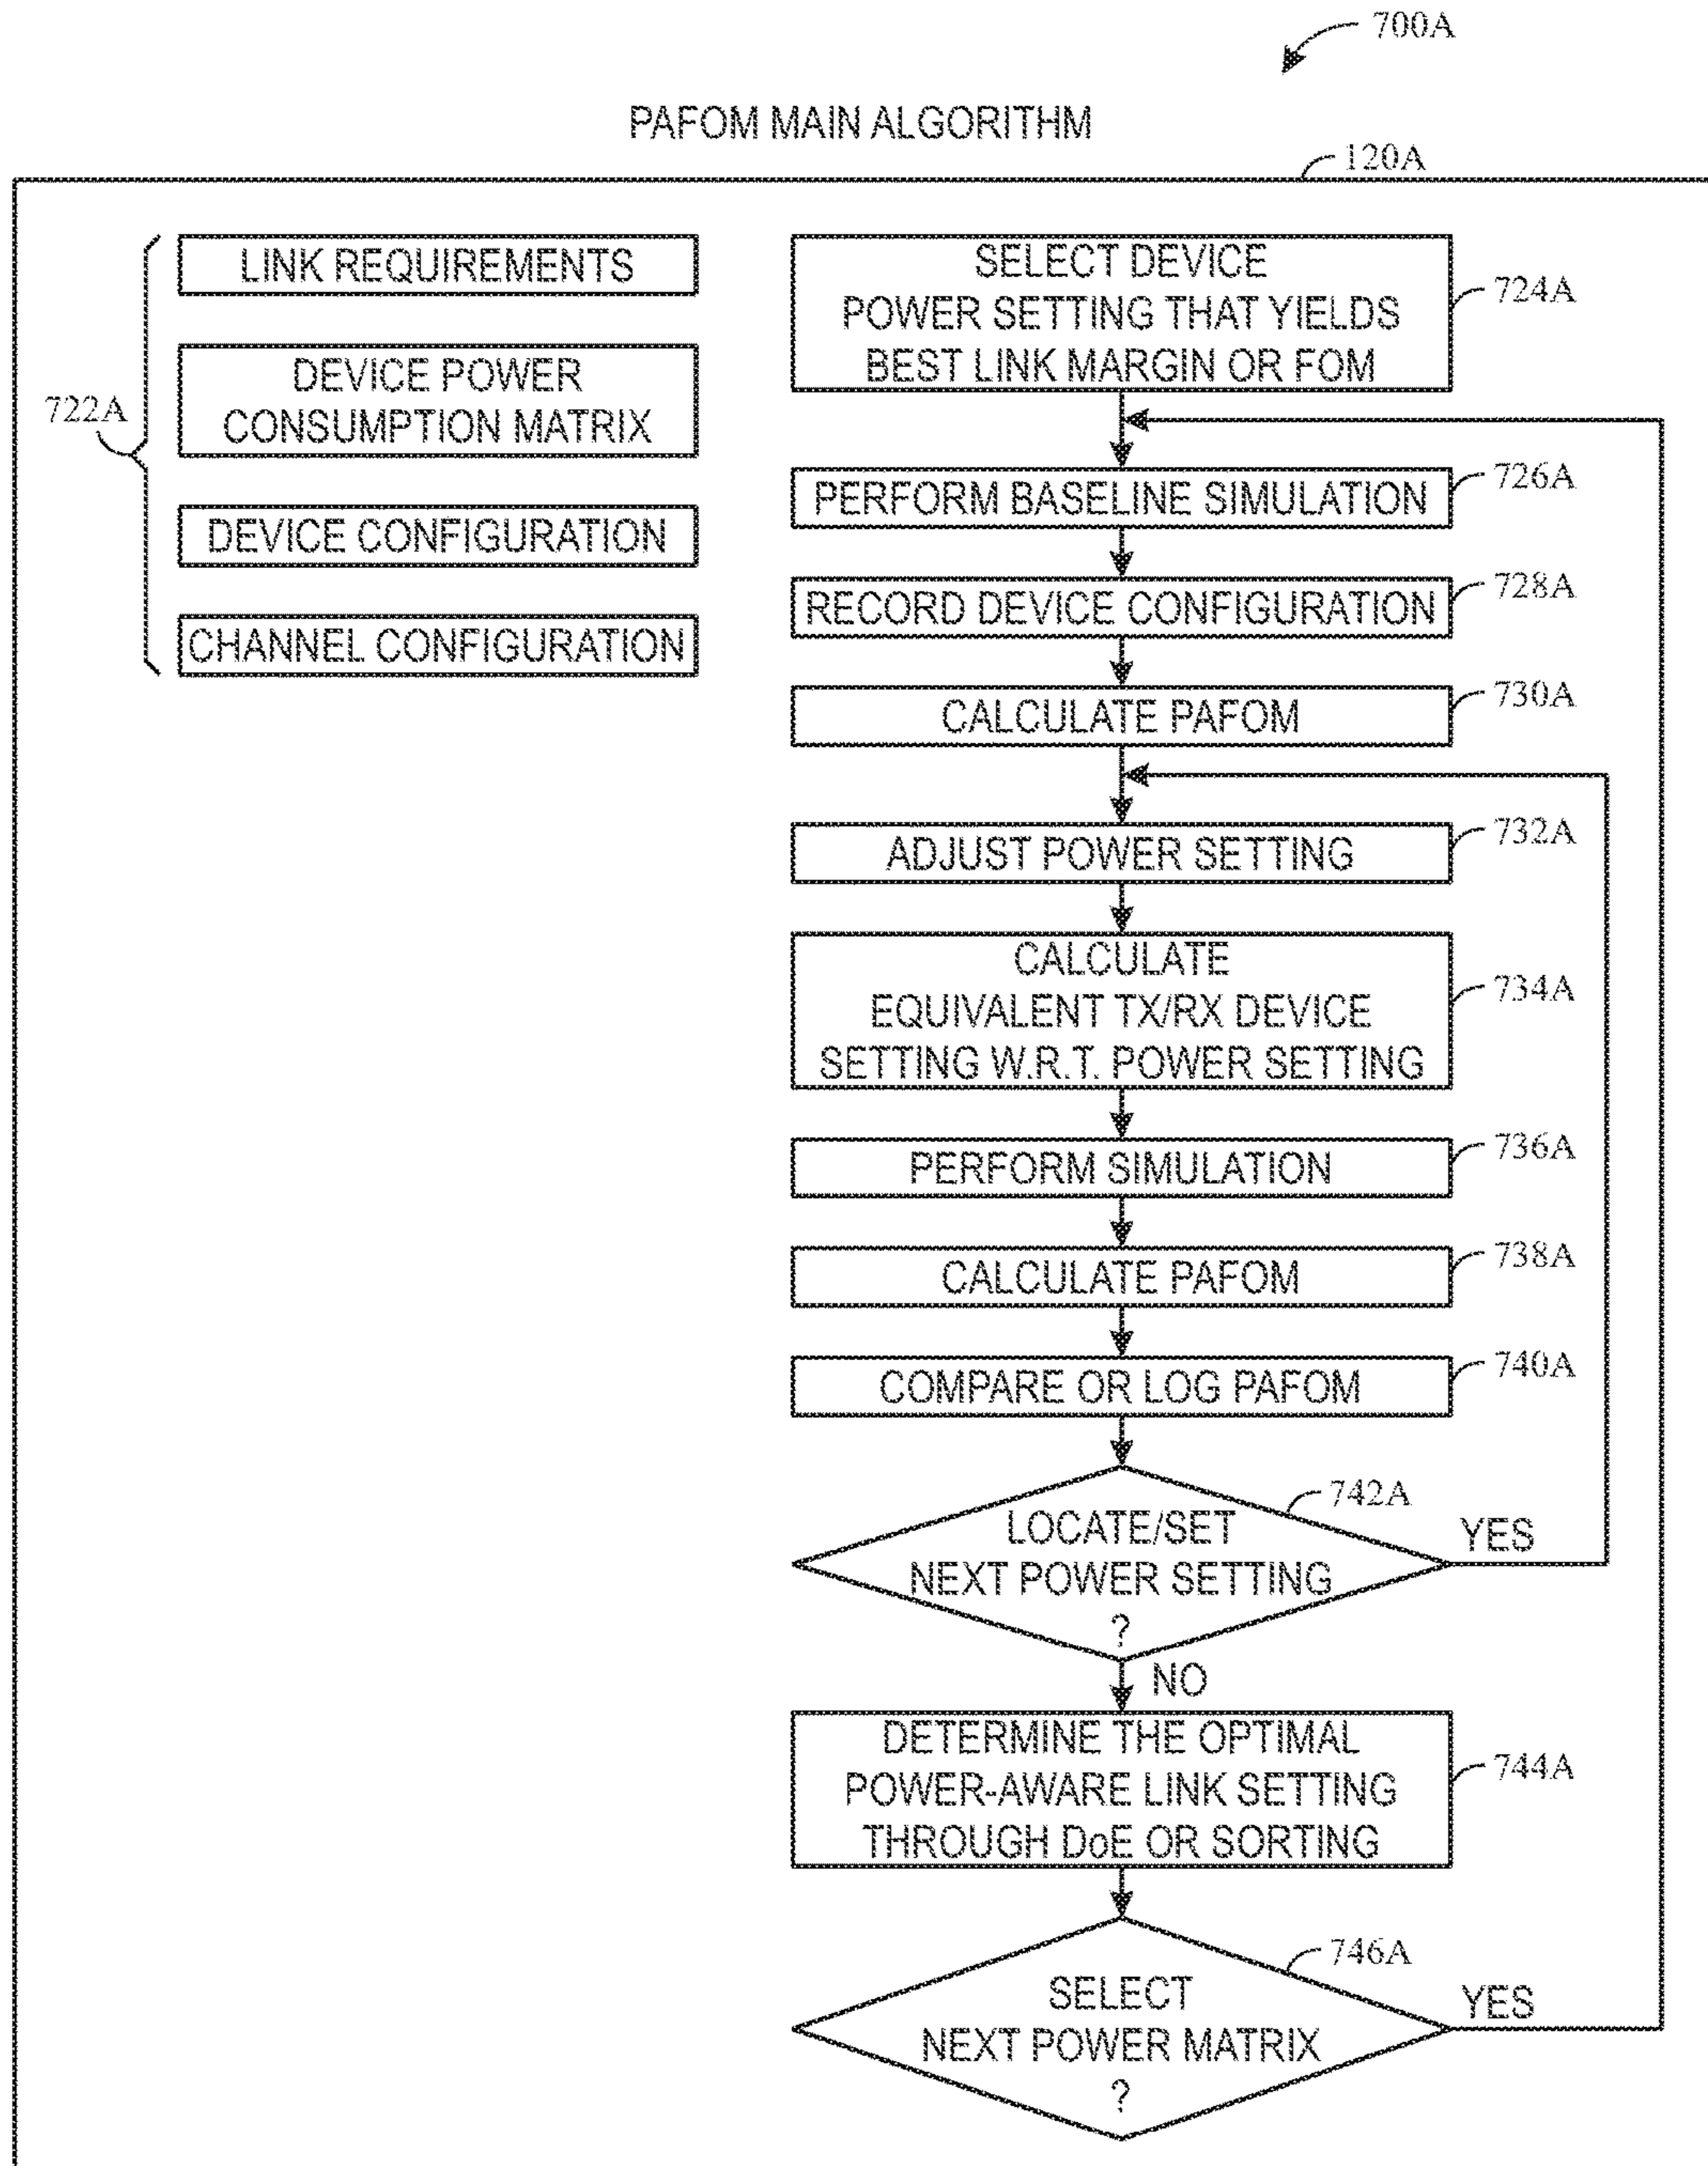 700A
PAFOM MAIN ALGORITHM
120A
722A
LINK REQUIREMENTS
DEVICE POWER
CONSUMPTION MATRIX
DEVICE CONFIGURATION
CHANNEL CONFIGURATION
SELECT DEVICE
POWER SETTING THAT YIELDS
BEST LINK MARGIN OR FOM
724A
PERFORM BASELINE SIMULATION
726A
RECORD DEVICE CONFIGURATION
728A
CALCULATE PAFOM
730A
ADJUST POWER SETTING
732A
CALCULATE
EQUIVALENT TX/RX DEVICE
SETTING W.R.T. POWER SETTING
734A
PERFORM SIMULATION
736A
CALCULATE PAFOM
738A
COMPARE OR LOG PAFOM
740A
LOCATE/SET
NEXT POWER SETTING
?
742A
YES
NO
DETERMINE THE OPTIMAL
POWER-AWARE LINK SETTING
THROUGH DoE OR SORTING
744A
SELECT
NEXT POWER MATRIX
?
746A
YES